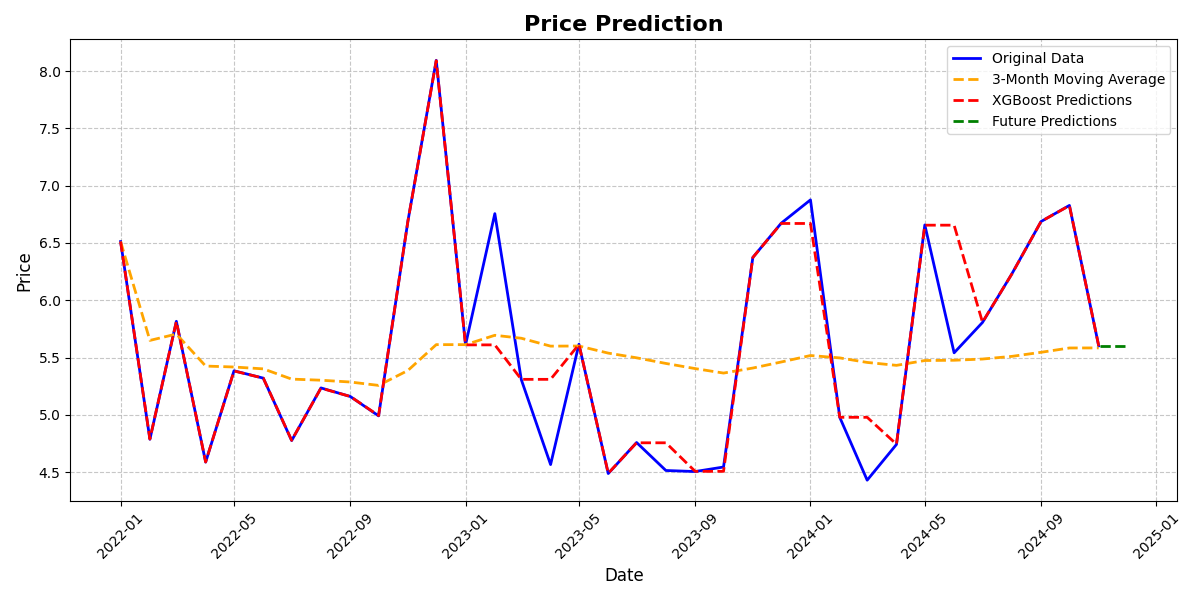 Price Prediction
Original Data
3-Month Moving Average
XGBoost Predictions
Future Predictions
Price
8.0
7.5
7.0
6.5
6.0
5.5
5.0
4.5
2022-01
2022-05
2022-09
2023-01
2023-05
2023-09
2024-01
2024-05
2024-09
2025-01
Date